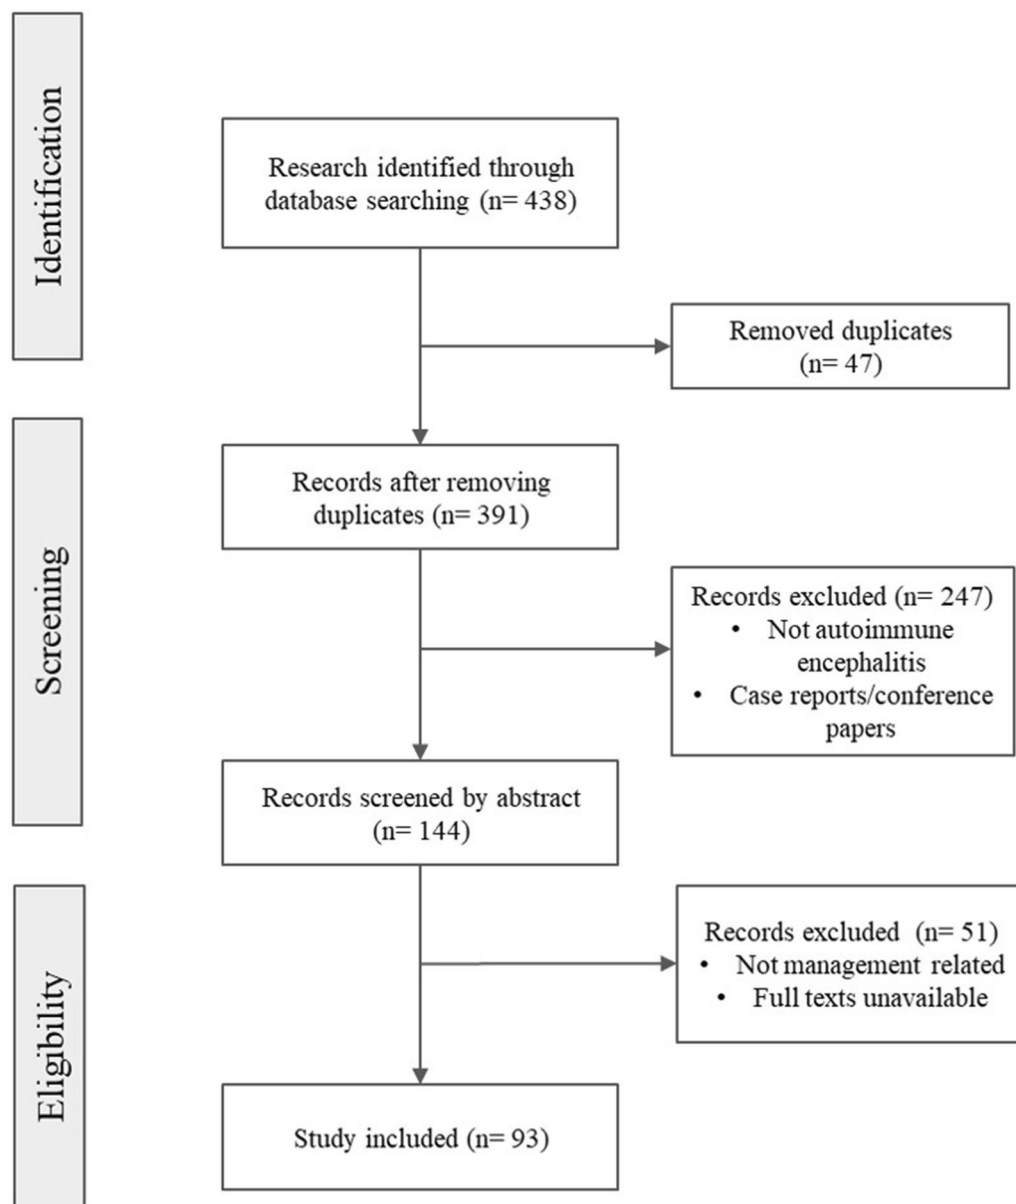 Identification
Research identified through
database searching (n= 438)
Removed duplicates
(n= 47)
Screening
Records after removing
duplicates (n= 391)
Records excluded (n= 247)
• Not autoimmune
encephalitis
• Case reports/conference
papers
Records screened by abstract
(n= 144)
Eligibility
Records excluded (n= 51)
• Not management related
• Full texts unavailable
Study included (n= 93)